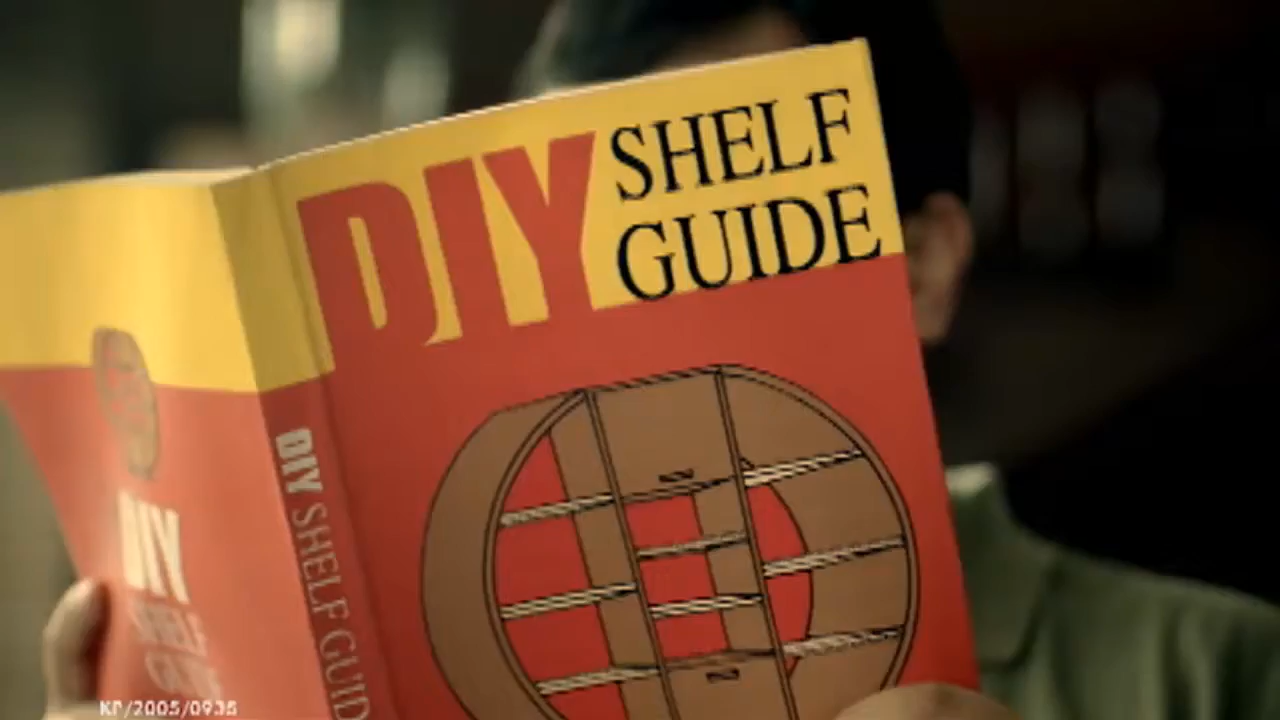 DIY SHELF
GUIDE
DIY SHELF GUID
DIY
SHELF
KP/2005/0935